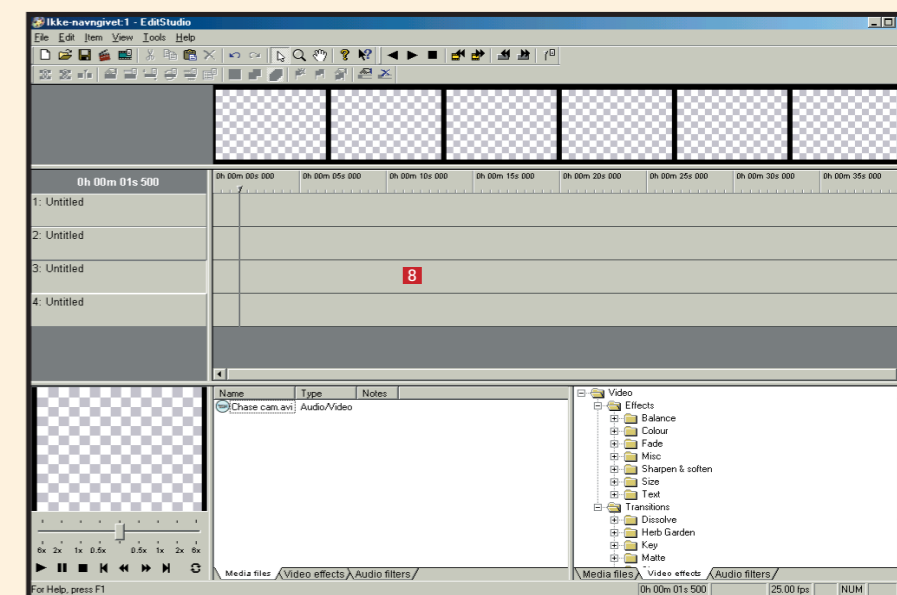 Ikke-navngivet:1 - EditStudio
File Edit Item View Tools Help
0h 00m 01s 500
0h 00m 00s 000 0h 00m 05s 000 0h 00m 10s 000 0h 00m 15s 000 0h 00m 20s 000 0h 00m 25s 000 0h 00m 30s 000 0h 00m 35s 000
1: Untitled
2: Untitled
3: Untitled
8
4: Untitled
Name Type Notes
Chase cam.avi Audio/Video
Video
Effects
Balance
Colour
Fade
Misc
Sharpen & soften
Size
Text
Transitions
Dissolve
Herb Garden
Key
Matte
6x 2x 1x 0.5x 0.5x 1x 2x 6x
Media files Video effects Audio filters
Media files Video effects Audio filters
For Help, press F1
0h 00m 01s 500 25.00 fps NUM